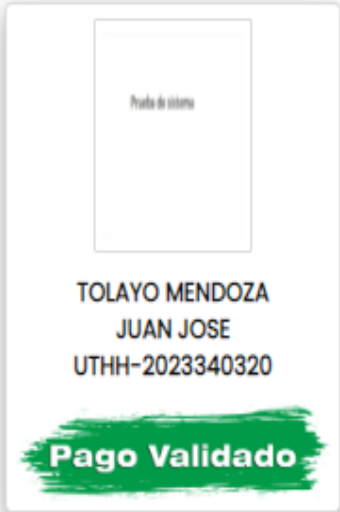 Prueba de sistema
TOLAYO MENDOZA
JUAN JOSE
UTHH-2023340320
Pago Validado